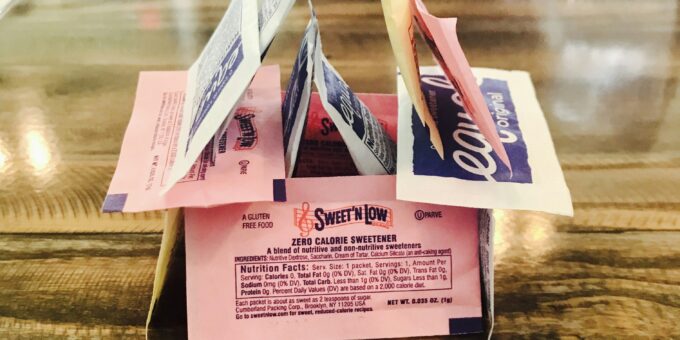 equal
original
SWEET'N LOW
A GLUTEN
FREE FOOD
SWEET'N LOW
U PARVE
ZERO CALORIE SWEETENER
A blend of nutritive and non-nutritive sweeteners
INGREDIENTS: Nutritive Dextrose, Saccharin, Cream of Tartar, Calcium Silicate (an anti-caking agent)
Nutrition Facts: Serv. Size: 1 packet, Servings: 1, Amount Per
Serving: Calories 0, Total Fat 0g (0% DV), Sat. Fat 0g (0% DV), Trans Fat 0g,
Sodium 0mg (0% DV), Total Carb. Less than 1g (0% DV), Sugars Less than 1g,
Protein 0g. Percent Daily Values (DV) are based on a 2,000 calorie diet.
Each packet is about as sweet as 2 teaspoons of sugar.
Cumberland Packing Corp., Brooklyn, NY 11205 USA
Go to sweetnlow.com for sweet, reduced-calorie recipes.
NET WT. 0.035 OZ. (1g)